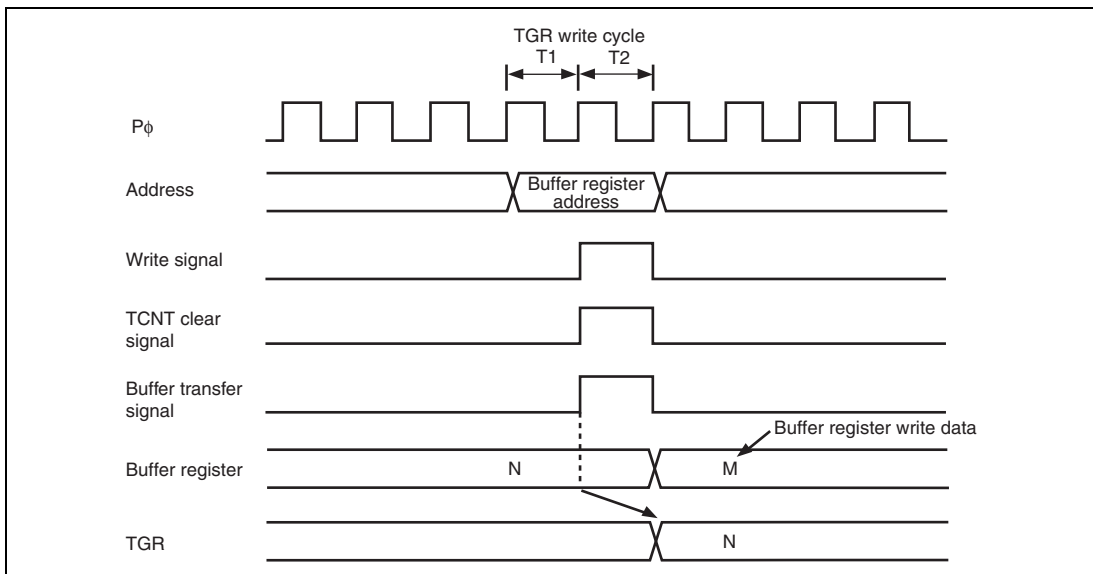 TGR write cycle
T1 T2
Pφ
Address
Buffer register
address
Write signal
TCNT clear
signal
Buffer transfer
signal
Buffer register write data
Buffer register
N M
TGR
N